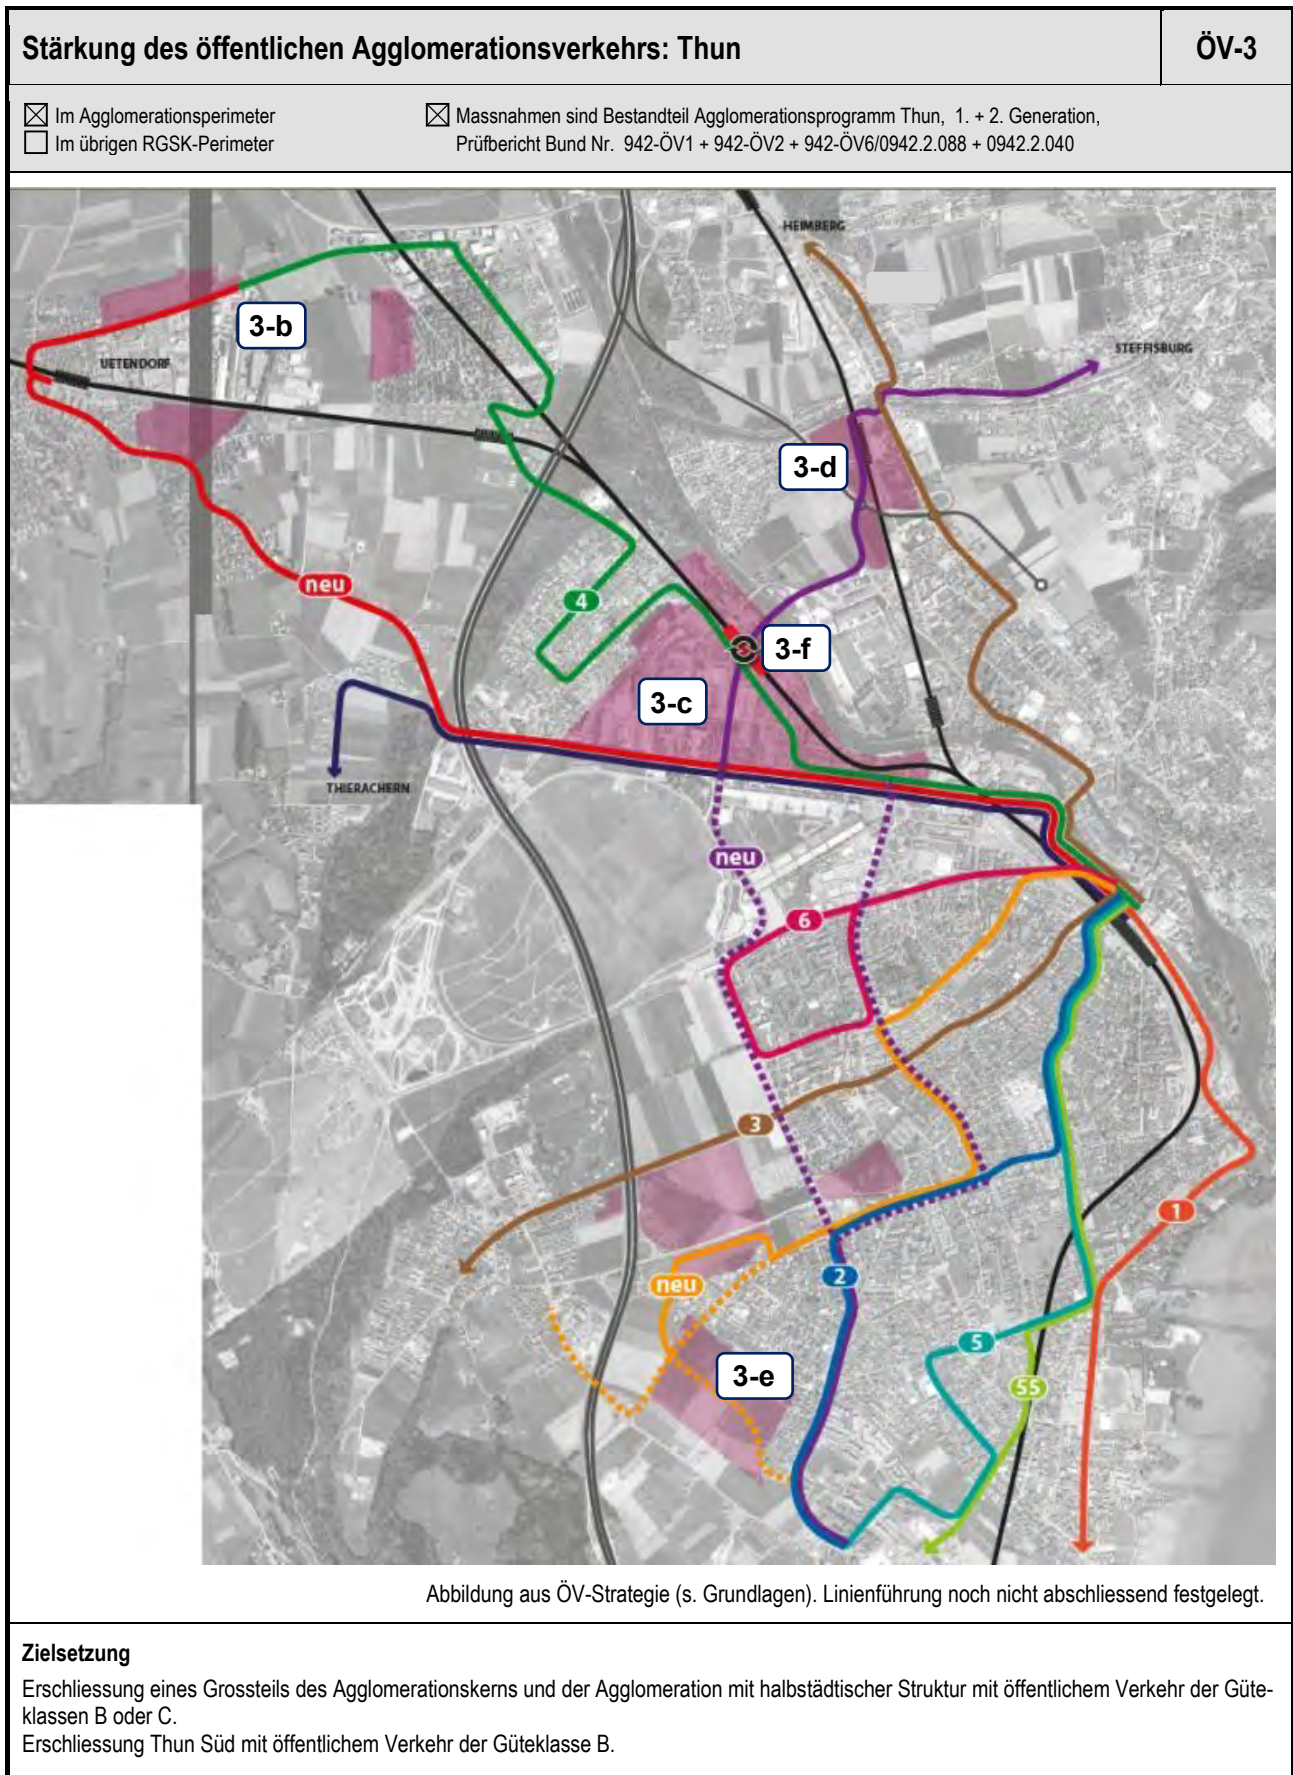 Stärkung des öffentlichen Agglomerationsverkehrs: Thun
ÖV-3
Im Agglomerationsperimeter
Im übrigen RGSK-Perimeter
Massnahmen sind Bestandteil Agglomerationsprogramm Thun, 1. + 2. Generation,
Prüfbericht Bund Nr. 942-ÖV1 + 942-ÖV2 + 942-ÖV6/0942.2.088 + 0942.2.040
HEIMBERG
3-b
STEFFISBURG
UETENDORF
3-d
neu
4
S
3-f
3-c
THIERACHERN
neu
6
3
1
2
neu
5
3-e
55
Abbildung aus ÖV-Strategie (s. Grundlagen). Linienführung noch nicht abschliessend festgelegt.
Zielsetzung
Erschliessung eines Grossteils des Agglomerationskerns und der Agglomeration mit halbstädtischer Struktur mit öffentlichem Verkehr der Güte-
klassen B oder C.
Erschliessung Thun Süd mit öffentlichem Verkehr der Güteklasse B.